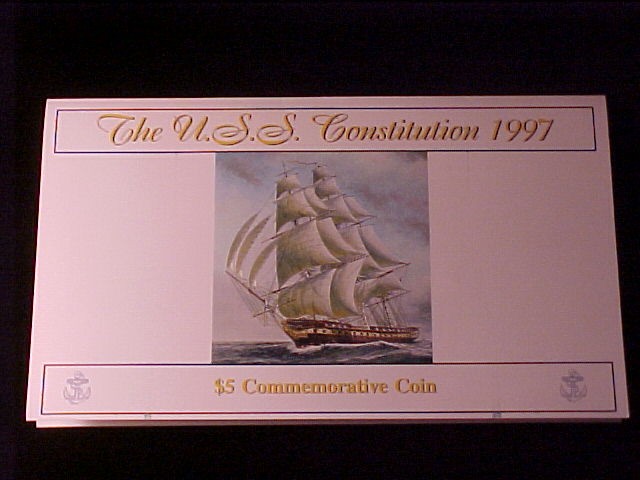 The U.S.S. Constitution 1997
$5 Commemorative Coin